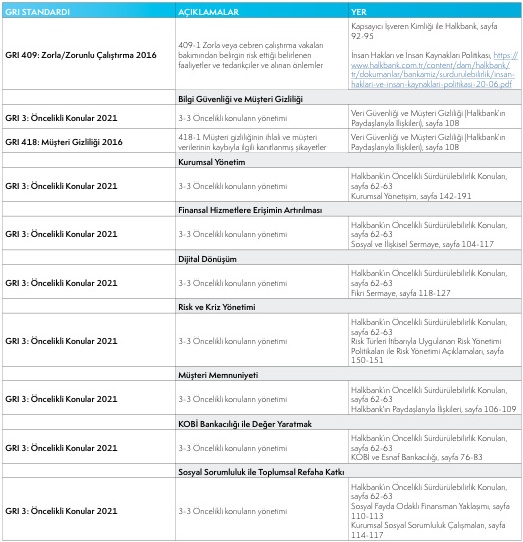 GRI STANDARDI AÇIKLAMALAR YER
Kapsayıcı İşveren Kimliği ile Halkbank, sayfa
92-95
GRI 409: Zorla/Zorunlu Çalıştırma 2016
409-1 Zorla veya cebren çalıştırma vakaları
bakımından belirgin risk ettiği belirlenen
faaliyetler ve tedarikçiler ve alınan önlemler
İnsan Hakları ve İnsan Kaynakları Politikası, https://
www.halkbank.com.tr/content/dam/halkbank/
tr/dokumanlar/bankamiz/surdurulebilirlik/insan-
haklari-ve-insan-kaynaklari-politikasi-20-06.pdf
Bilgi Güvenliği ve Müşteri Gizliliği
GRI 3: Öncelikli Konular 2021
3-3 Öncelikli konuların yönetimi
Veri Güvenliği ve Müşteri Gizliliği (Halkbank'ın
Paydaşlarıyla İlişkileri), sayfa 108
GRI 418: Müşteri Gizliliği 2016
418-1 Müşteri gizliliğinin ihlali ve müşteri
verilerinin kaybıyla ilgili kanıtlanmış şikayetler
Veri Güvenliği ve Müşteri Gizliliği (Halkbank'ın
Paydaşlarıyla İlişkileri), sayfa 108
Kurumsal Yönetim
GRI 3: Öncelikli Konular 2021
3-3 Öncelikli konuların yönetimi
Halkbank'ın Öncelikli Sürdürülebilirlik Konuları,
sayfa 62-63
Kurumsal Yönetişim, sayfa 142-191
Finansal Hizmetlere Erişimin Artırılması
GRI 3: Öncelikli Konular 2021
3-3 Öncelikli konuların yönetimi
Halkbank'ın Öncelikli Sürdürülebilirlik Konuları,
sayfa 62-63
Sosyal ve İlişkisel Sermaye, sayfa 104-117
Dijital Dönüşüm
GRI 3: Öncelikli Konular 2021
3-3 Öncelikli konuların yönetimi
Halkbank'ın Öncelikli Sürdürülebilirlik Konuları,
sayfa 62-63
Fikri Sermaye, sayfa 118-127
Risk ve Kriz Yönetimi
GRI 3: Öncelikli Konular 2021
3-3 Öncelikli konuların yönetimi
Halkbank'ın Öncelikli Sürdürülebilirlik Konuları,
sayfa 62-63
Risk Türleri İtibarıyla Uygulanan Risk Yönetimi
Politikaları ile Risk Yönetimi Açıklamaları, sayfa
150-151
Müşteri Memnuniyeti
GRI 3: Öncelikli Konular 2021
3-3 Öncelikli konuların yönetimi
Halkbank'ın Öncelikli Sürdürülebilirlik Konuları,
sayfa 62-63
Halkbank'ın Paydaşlarıyla İlişkileri, sayfa 106-109
KOBİ Bankacılığı ile Değer Yaratmak
GRI 3: Öncelikli Konular 2021
3-3 Öncelikli konuların yönetimi
Halkbank'ın Öncelikli Sürdürülebilirlik Konuları,
sayfa 62-63
KOBİ ve Esnaf Bankacılığı, sayfa 76-83
Sosyal Sorumluluk ile Toplumsal Refaha Katkı
GRI 3: Öncelikli Konular 2021
3-3 Öncelikli konuların yönetimi
Halkbank'ın Öncelikli Sürdürülebilirlik Konuları,
sayfa 62-63
Sosyal Fayda Odaklı Finansman Yaklaşımı, sayfa
110-113
Kurumsal Sosyal Sorumluluk Çalışmaları, sayfa
114-117